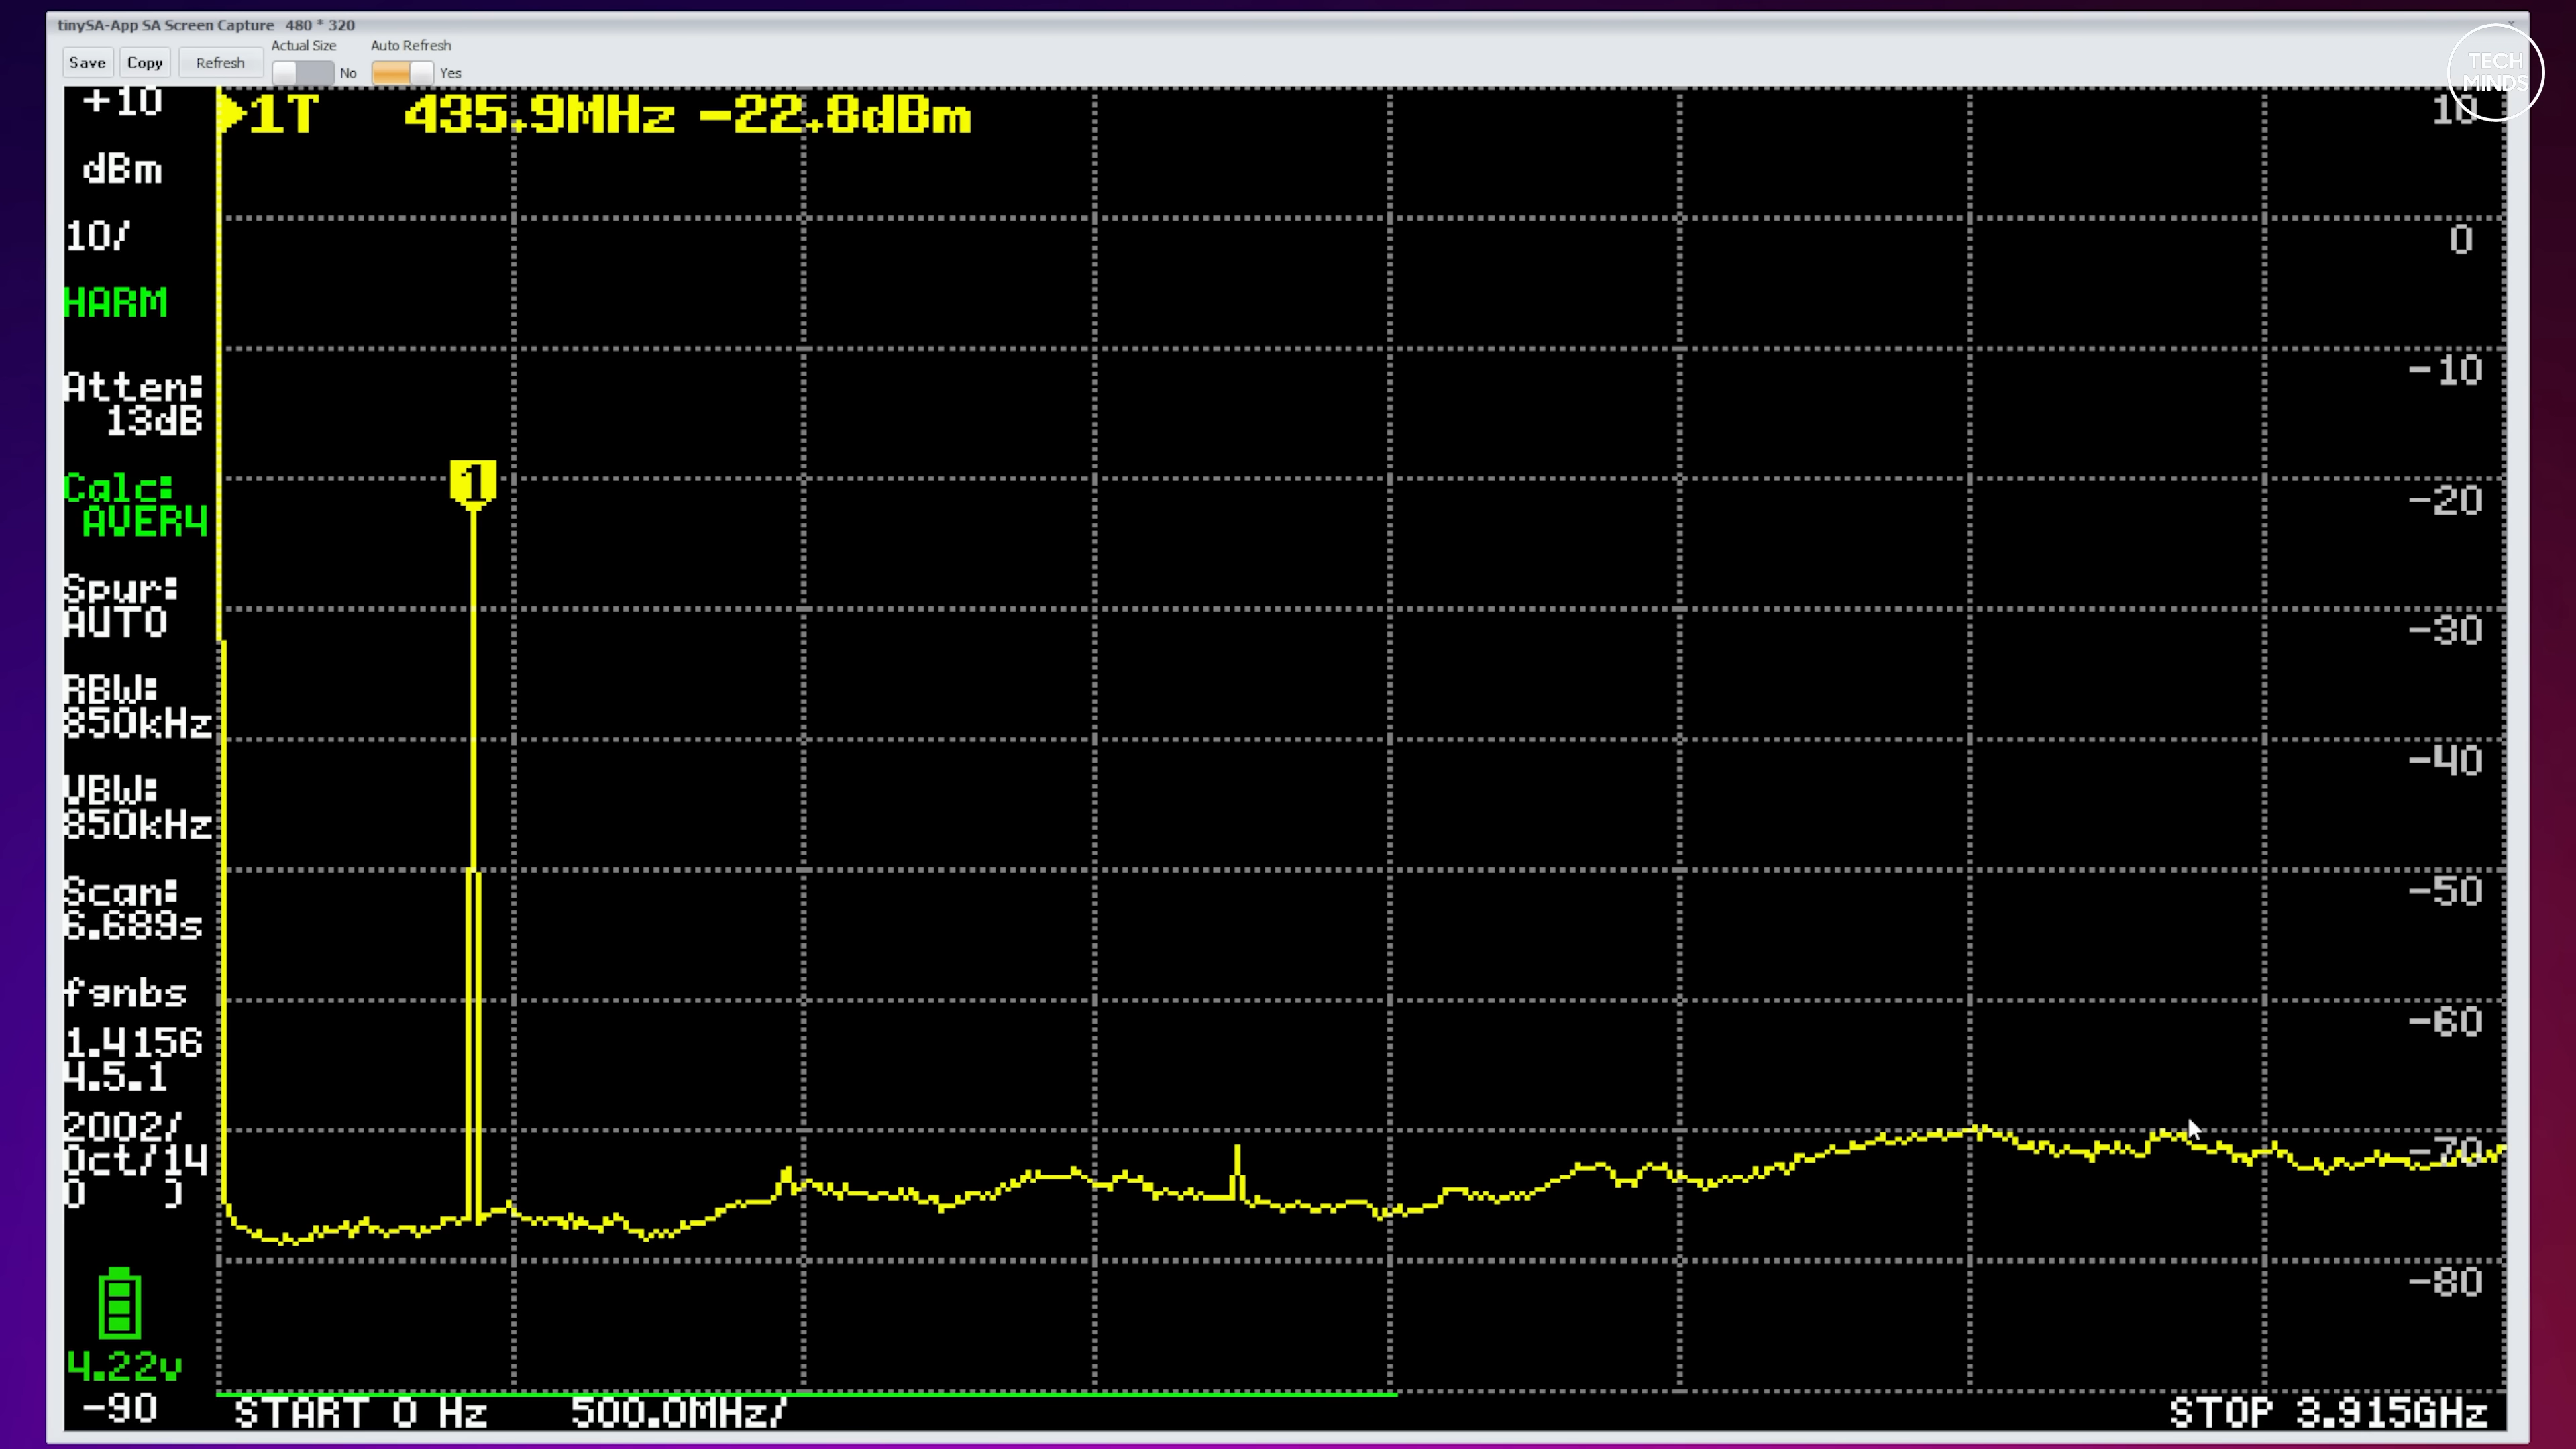 tinySA-App SA Screen Capture 480 * 320
Save Copy Refresh
Actual Size
No
Auto Refresh
Yes
TECH
MINDS
+10
dBm
10/
HARM
Atten:
13dB
Calc:
AVER4
Spur:
AUTO
RBW:
850kHz
VBW:
850kHz
Scan:
6.689s
fgnbs
1.4156
4.5.1
2002/
Oct/14
4.22v
-90
1T 435.9MHz -22.8dBm
1
10
0
-10
-20
-30
-40
-50
-60
-70
-80
START 0 Hz 500.0MHz/ STOP 3.915GHz